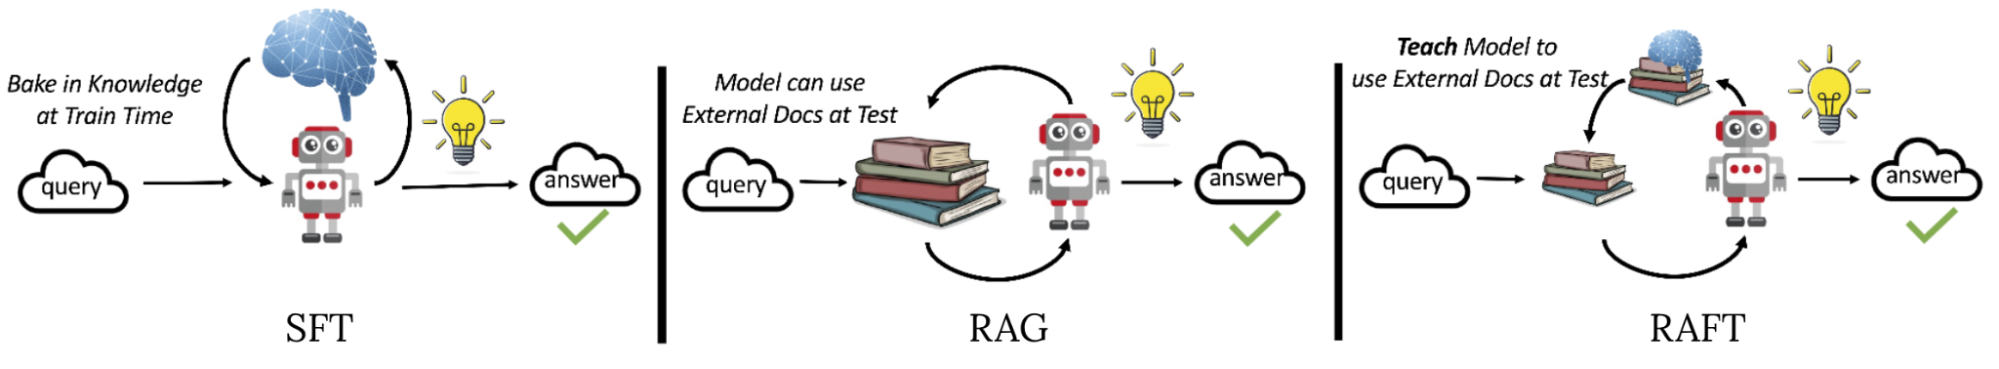 Bake in Knowledge
at Train Time
query
answer
SFT
Model can use
External Docs at Test
query
answer
RAG
Teach Model to
use External Docs at Test
query
answer
RAFT